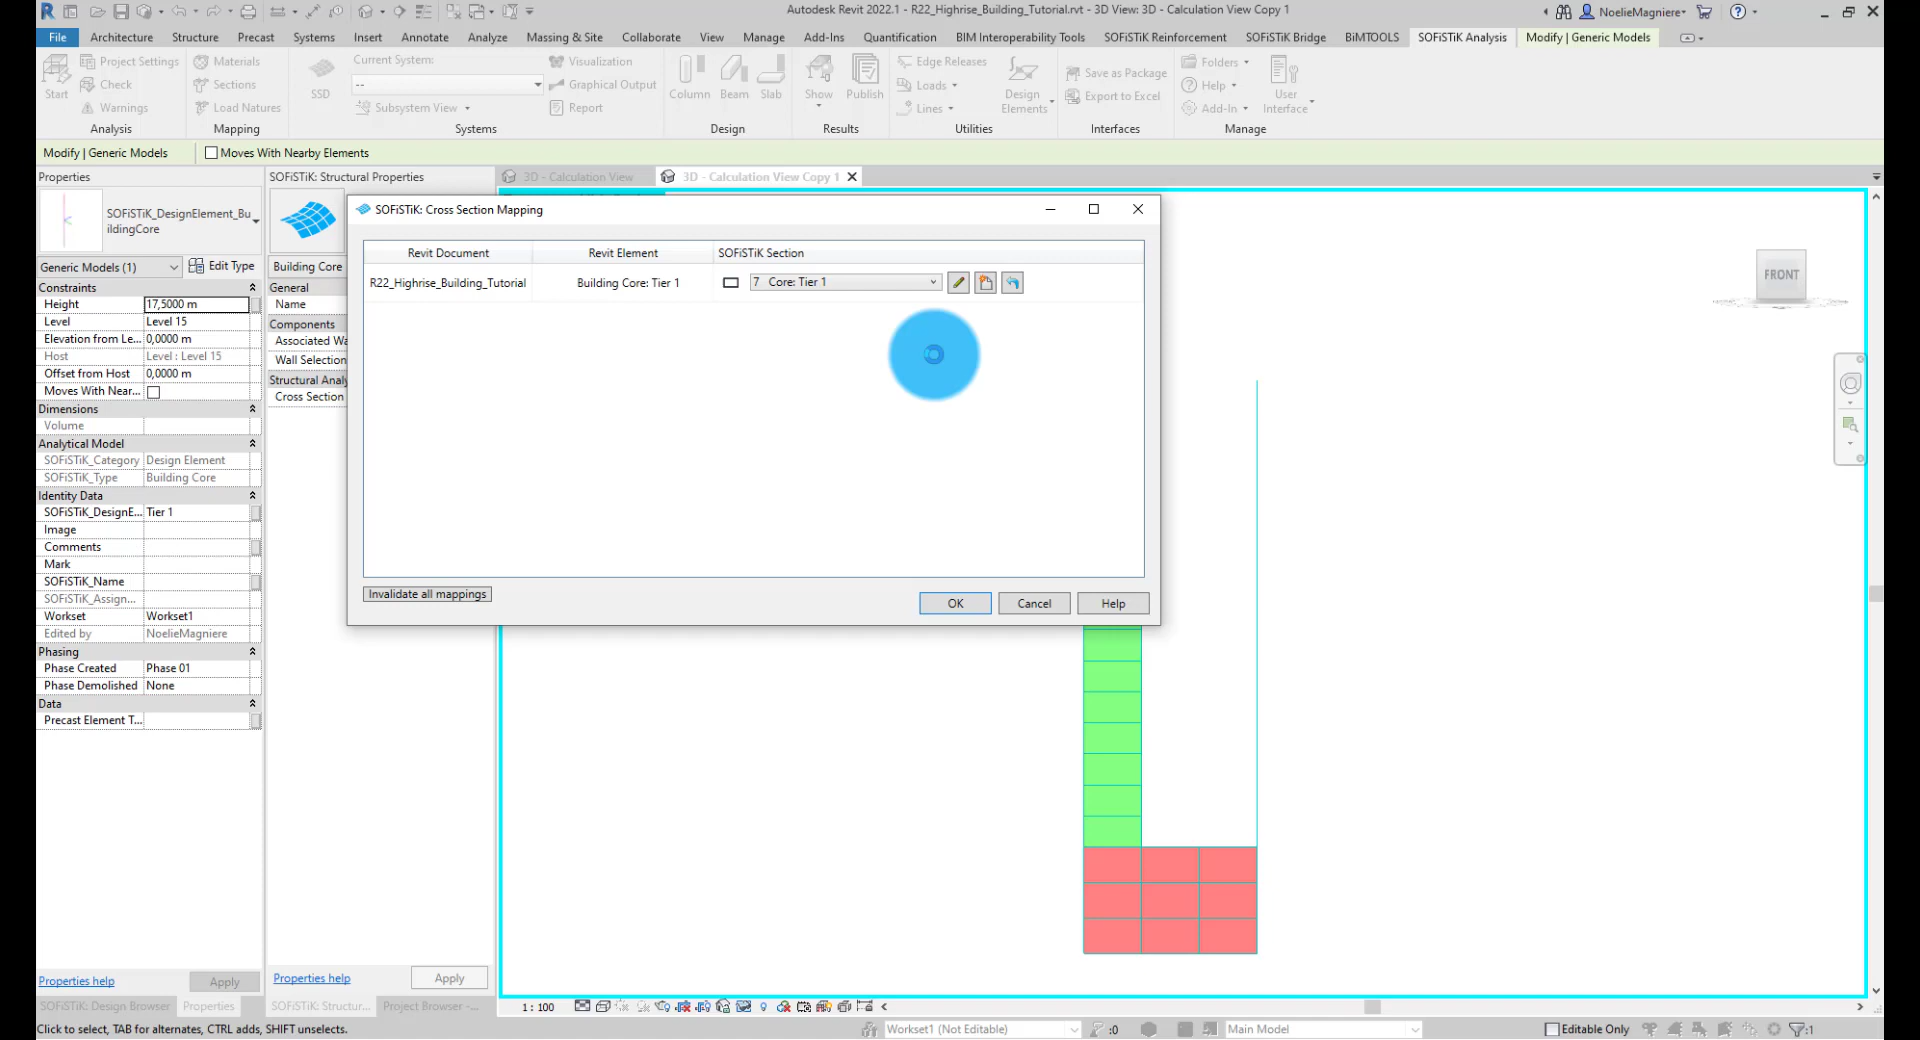 Autodesk Revit 2022.1 - R22_Highrise_Building_Tutorial.rvt - 3D View: 3D - Calculation View Copy 1
NoelieMagniere
File Architecture Structure Precast Systems Insert Annotate Analyze Massing & Site Collaborate View Manage Add-Ins Quantification BIM Interoperability Tools SOFiSTiK Reinforcement SOFiSTiK Bridge BiMTOOLS SOFiSTiK Analysis Modify | Generic Models
Start
Project Settings
Check
Warnings
Analysis
Materials
Sections
Load Natures
Mapping
SSD
Current System:
--
Subsystem View
Visualization
Graphical Output
Report
Systems
Column Beam Slab
Design
Show Publish
Results
Edge Releases
Loads
Lines
Design Elements
Utilities
Save as Package
Export to Excel
Interfaces
Folders
Help
Add-In
User Interface
Manage
Modify | Generic Models
Moves With Nearby Elements
Properties
SOFiSTiK_DesignElement_Bu
ildingCore
Generic Models (1)
Edit Type
Constraints
Height 17,5000 m
Level Level 15
Elevation from Le... 0,0000 m
Host Level : Level 15
Offset from Host 0,0000 m
Moves With Near...
Dimensions
Volume
Analytical Model
SOFiSTiK_Category Design Element
SOFiSTiK_Type Building Core
Identity Data
SOFiSTiK_DesignE... Tier 1
Image
Comments
Mark
SOFiSTiK_Name
SOFiSTiK_Assign...
Workset Workset1
Edited by NoelieMagniere
Phasing
Phase Created Phase 01
Phase Demolished None
Data
Precast Element T...
Properties help
Apply
SOFiSTiK: Design Browser Properties
SOFiSTiK: Structural Properties
Building Core
General
Name
Components
Associated Wa
Wall Selection
Structural Analy
Cross Section
Properties help
Apply
SOFiSTiK: Structur... Project Browser -...
3D - Calculation View
3D - Calculation View Copy 1
SOFiSTiK: Cross Section Mapping
Revit Document Revit Element SOFiSTiK Section
R22_Highrise_Building_Tutorial Building Core: Tier 1 7 Core: Tier 1
Invalidate all mappings
OK Cancel Help
FRONT
1 : 100
Click to select, TAB for alternates, CTRL adds, SHIFT unselects.
Workset1 (Not Editable)
:0
Main Model
Editable Only
:1